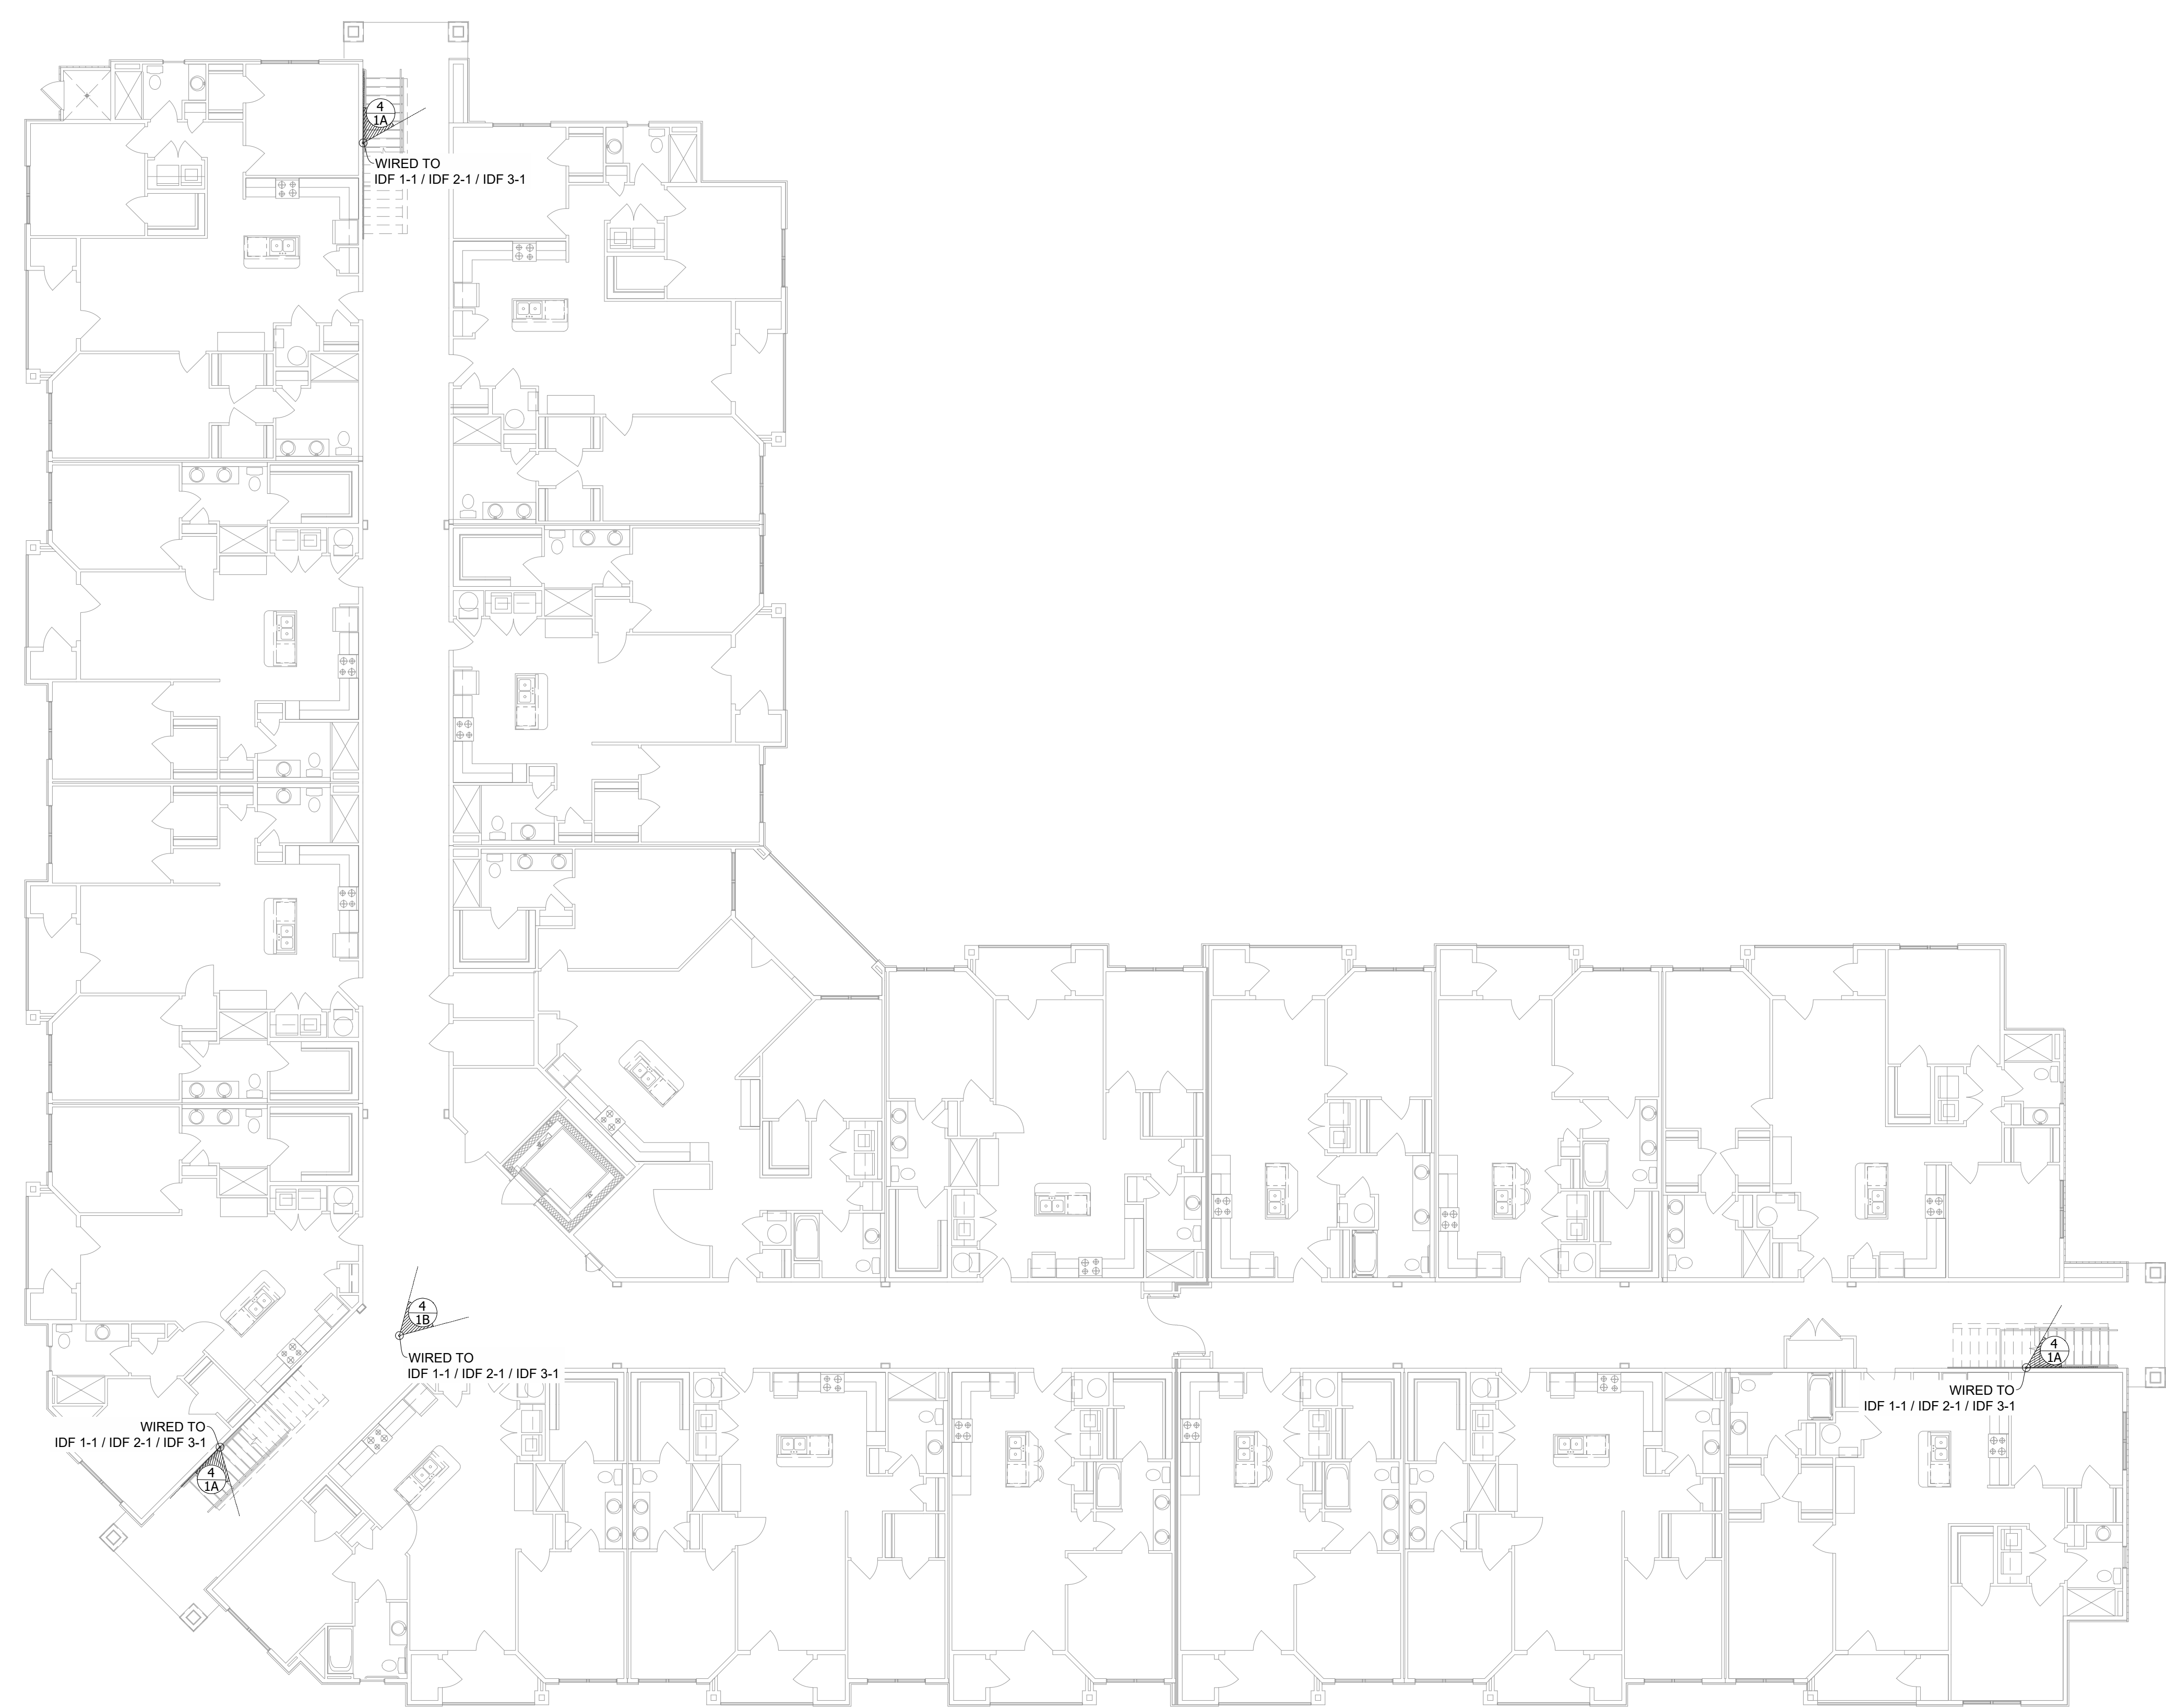 4
1A
WIRED TO
IDF 1-1 / IDF 2-1 / IDF 3-1
4
1B
WIRED TO
IDF 1-1 / IDF 2-1 / IDF 3-1
4
1A
WIRED TO
IDF 1-1 / IDF 2-1 / IDF 3-1
WIRED TO
IDF 1-1 / IDF 2-1 / IDF 3-1
4
1A